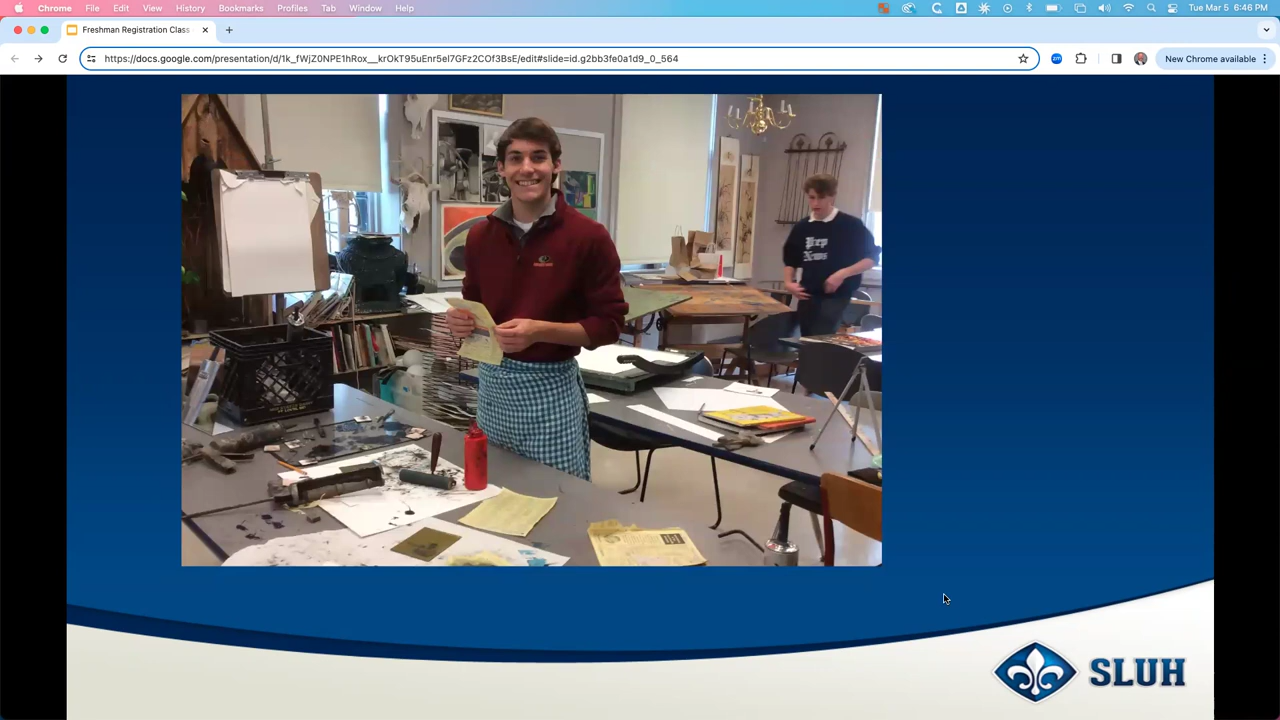 Chrome File Edit View History Bookmarks Profiles Tab Window Help Tue Mar 5 6:46 PM
Freshman Registration Class
https://docs.google.com/presentation/d/1k_fWjZ0NPE1hRox__krOkT95uEnr5el7GFz2COf3BsE/edit#slide=id.g2bb3fe0a1d9_0_564
New Chrome available
Prep
News
SLUH